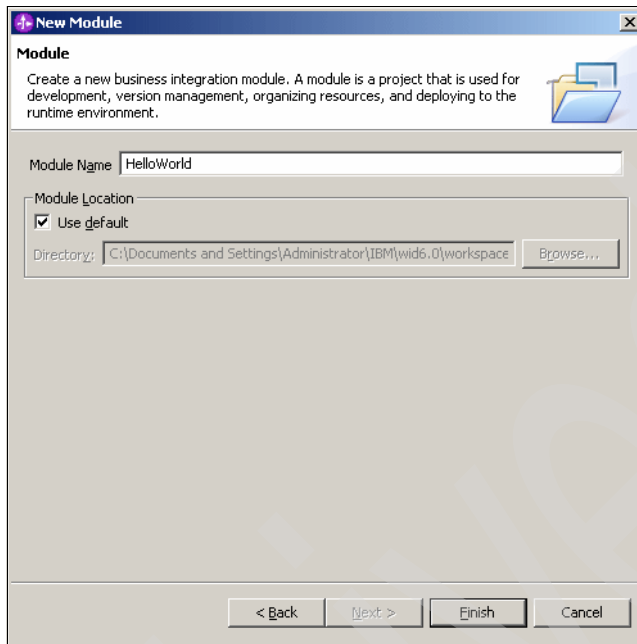 New Module
Module
Create a new business integration module. A module is a project that is used for
development, version management, organizing resources, and deploying to the
runtime environment.
Module Name HelloWorld
Module Location
Use default
Directory: C:\Documents and Settings\Administrator\IBM\wid6.0\workspace Browse...
< Back Next > Finish Cancel